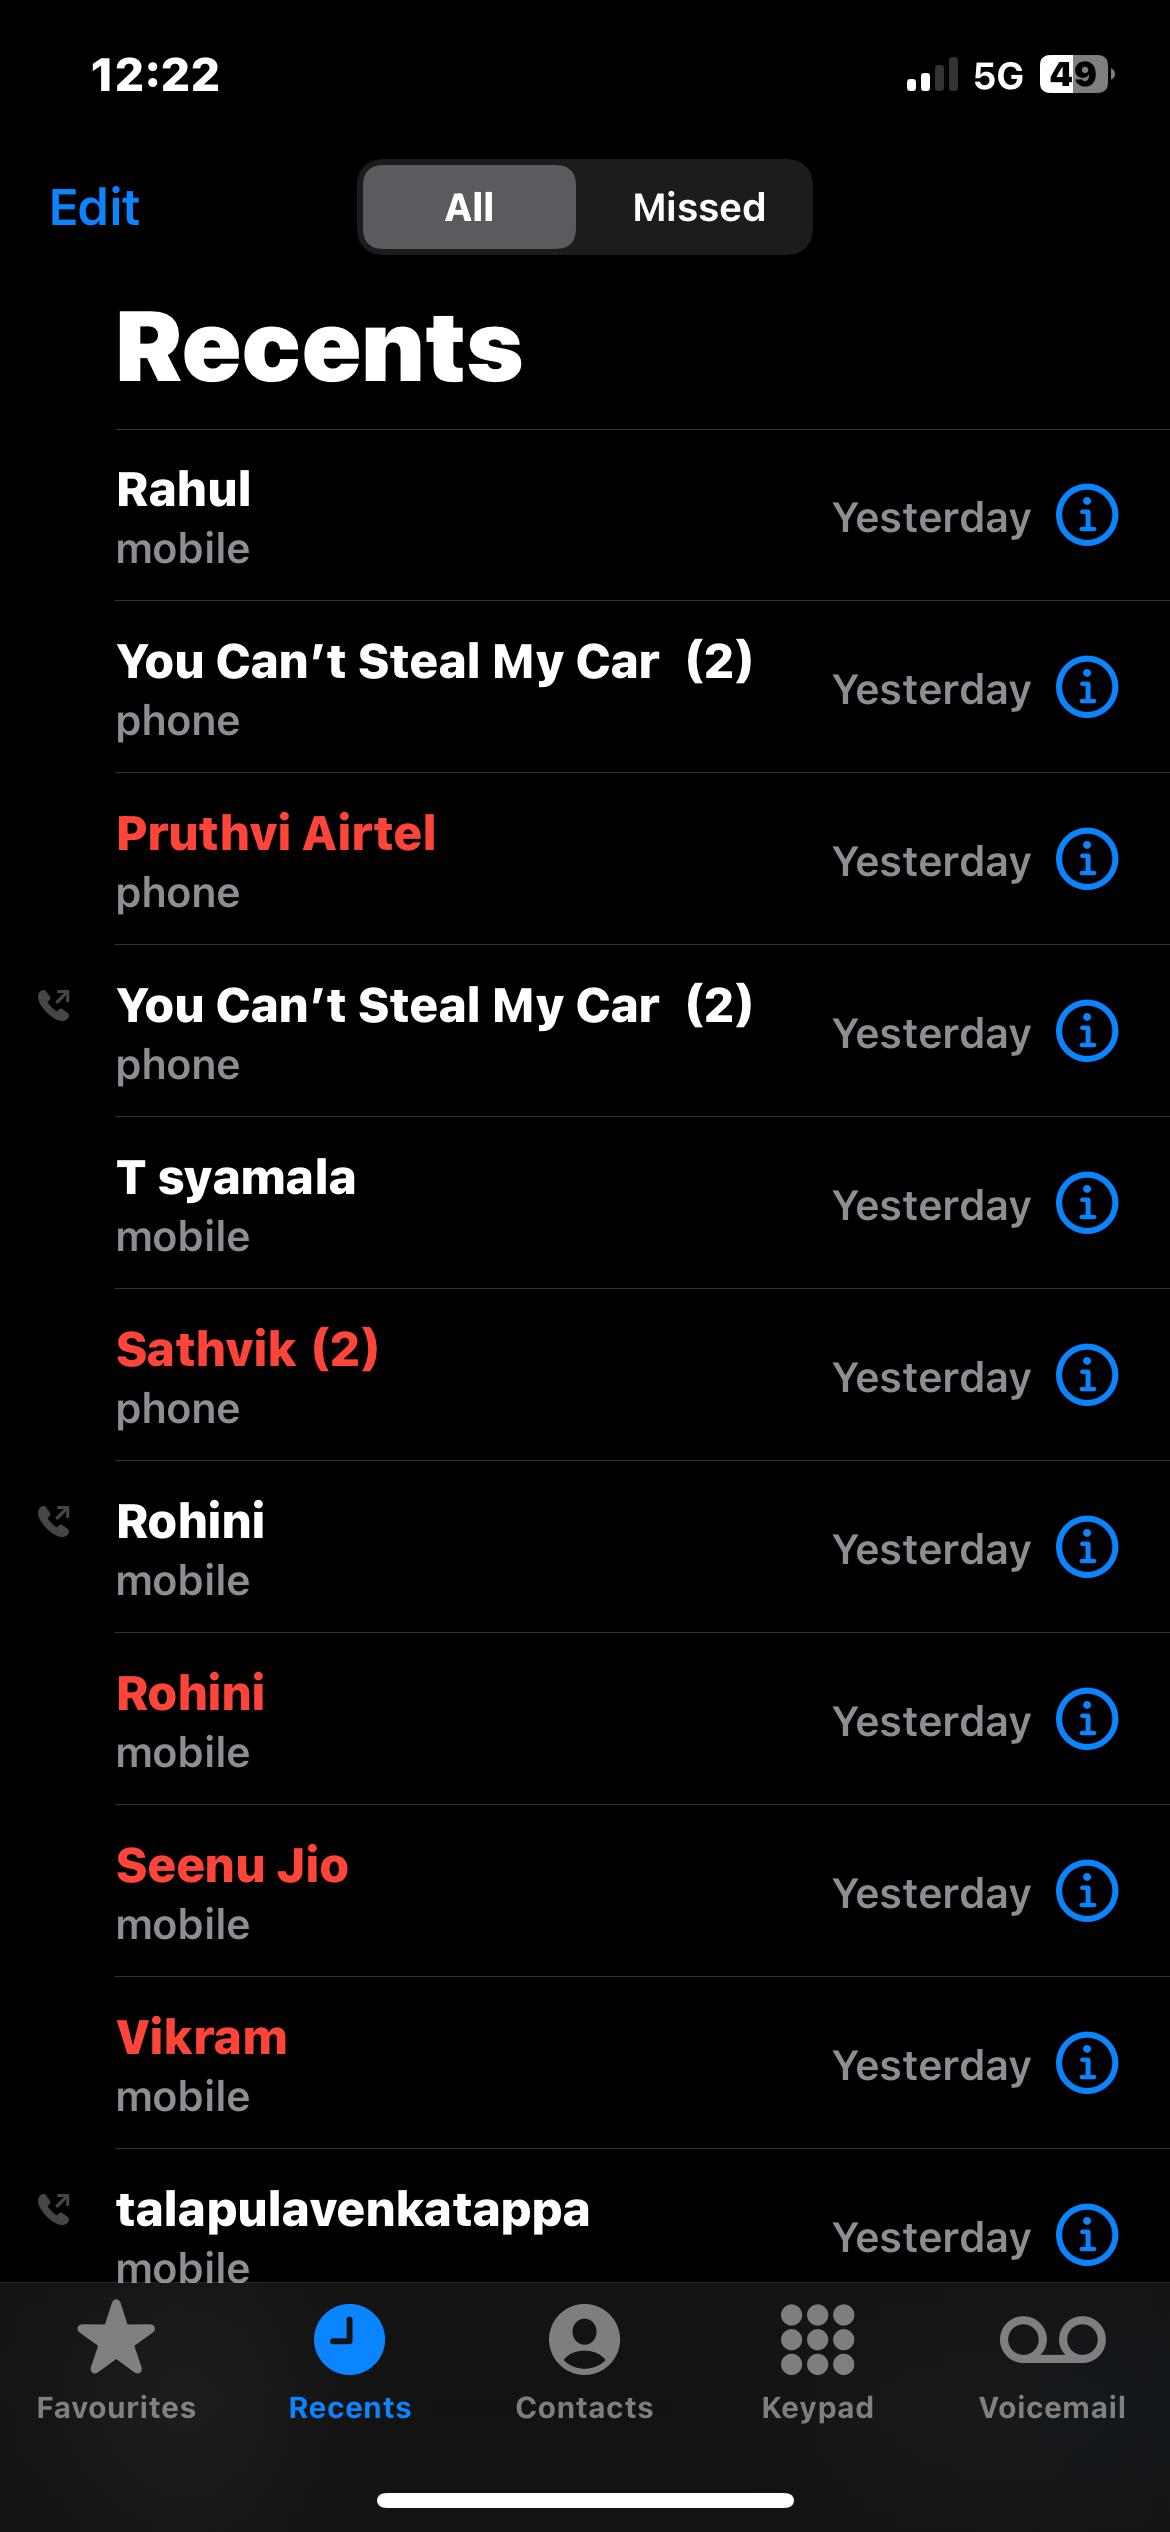 12:22
5G 49
Edit
All
Missed
Recents
Rahul
mobile
Yesterday
You Can’t Steal My Car (2)
phone
Yesterday
Pruthvi Airtel
phone
Yesterday
You Can’t Steal My Car (2)
phone
Yesterday
T syamala
mobile
Yesterday
Sathvik (2)
phone
Yesterday
Rohini
mobile
Yesterday
Rohini
mobile
Yesterday
Seenu Jio
mobile
Yesterday
Vikram
mobile
Yesterday
talapulavenkatappa
mobile
Yesterday
Favourites
Recents
Contacts
Keypad
Voicemail